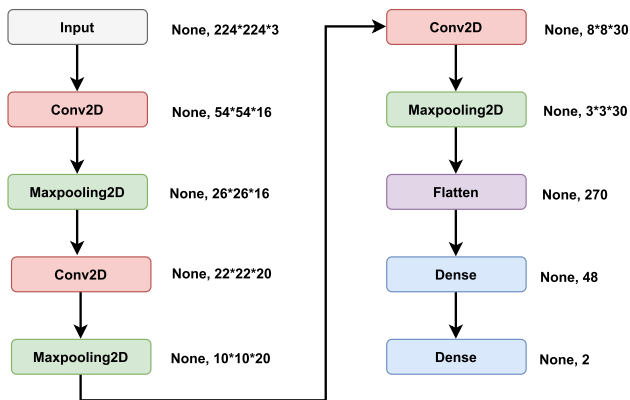 Input None, 224*224*3
Conv2D None, 54*54*16
Maxpooling2D None, 26*26*16
Conv2D None, 22*22*20
Maxpooling2D None, 10*10*20
Conv2D None, 8*8*30
Maxpooling2D None, 3*3*30
Flatten None, 270
Dense None, 48
Dense None, 2